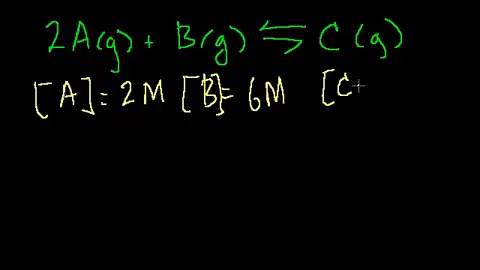 2A(g) + B(g) ⇌ C(g)
[A] = 2M [B] = 6M [C